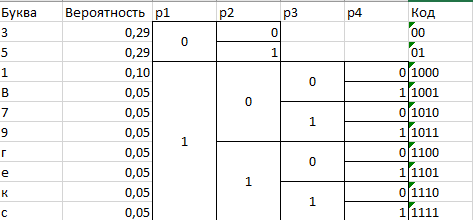 Буква Вероятность p1 p2 p3 p4 Код
3 0,29 0 0 00
5 0,29 1 01
1 0,10 1 0 0 0 1000
В 0,05 1 1001
7 0,05 1 0 1010
9 0,05 1 1011
г 0,05 1 0 0 1100
е 0,05 1 1101
к 0,05 1 0 1110
с 0,05 1 1111